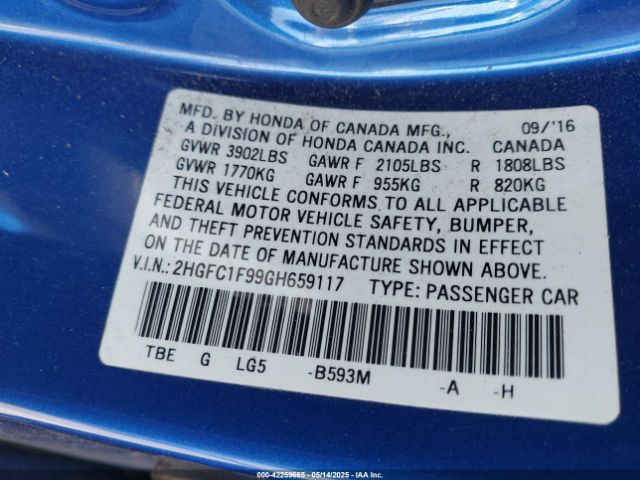 MFD. BY HONDA OF CANADA MFG., 09/'16
A DIVISION OF HONDA CANADA INC. CANADA
GVWR 3902LBS GAWR F 2105LBS R 1808LBS
GVWR 1770KG GAWR F 955KG R 820KG
THIS VEHICLE CONFORMS TO ALL APPLICABLE
FEDERAL MOTOR VEHICLE SAFETY, BUMPER,
AND THEFT PREVENTION STANDARDS IN EFFECT
ON THE DATE OF MANUFACTURE SHOWN ABOVE.
V.I.N.: 2HGFC1F99GH659117 TYPE: PASSENGER CAR
TBE G LG5 -B593M -A -H
000-42259665 - 05/14/2025 - IAAI.COM